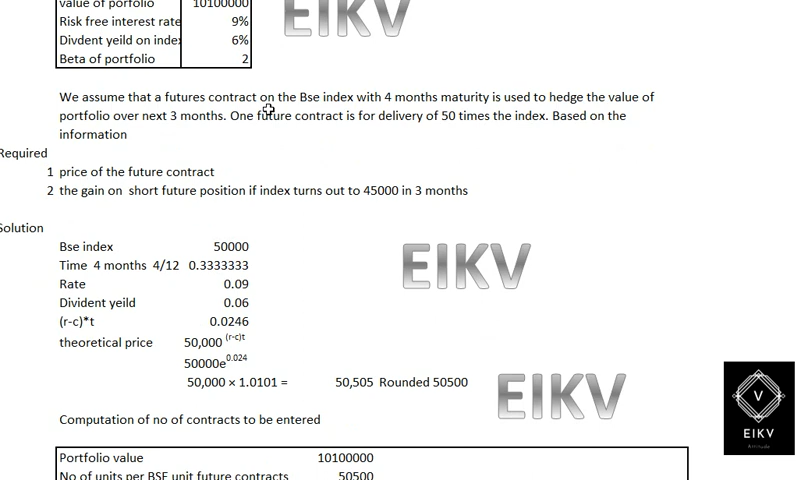 value of porfolio 10100000
EIKV
Risk free interest rate 9%
Divdent yeild on index 6%
Beta of portfolio 2
We assume that a futures contract on the Bse index with 4 months maturity is used to hedge the value of
portfolio over next 3 months. One future contract is for delivery of 50 times the index. Based on the
information
Required
1 price of the future contract
2 the gain on short future position if index turns out to 45000 in 3 months
Solution
Bse index 50000
EIKV
Time 4 months 4/12 0.3333333
Rate 0.09
Divident yeild 0.06
(r-c)*t 0.0246
theoretical price 50,000 (r-c)t
50000e0.024
50,000 × 1.0101 = 50,505 Rounded 50500
EIKV
V
EIKV
Attitude
Computation of no of contracts to be entered
Portfolio value 10100000
No of units per BSE unit future contracts 50500